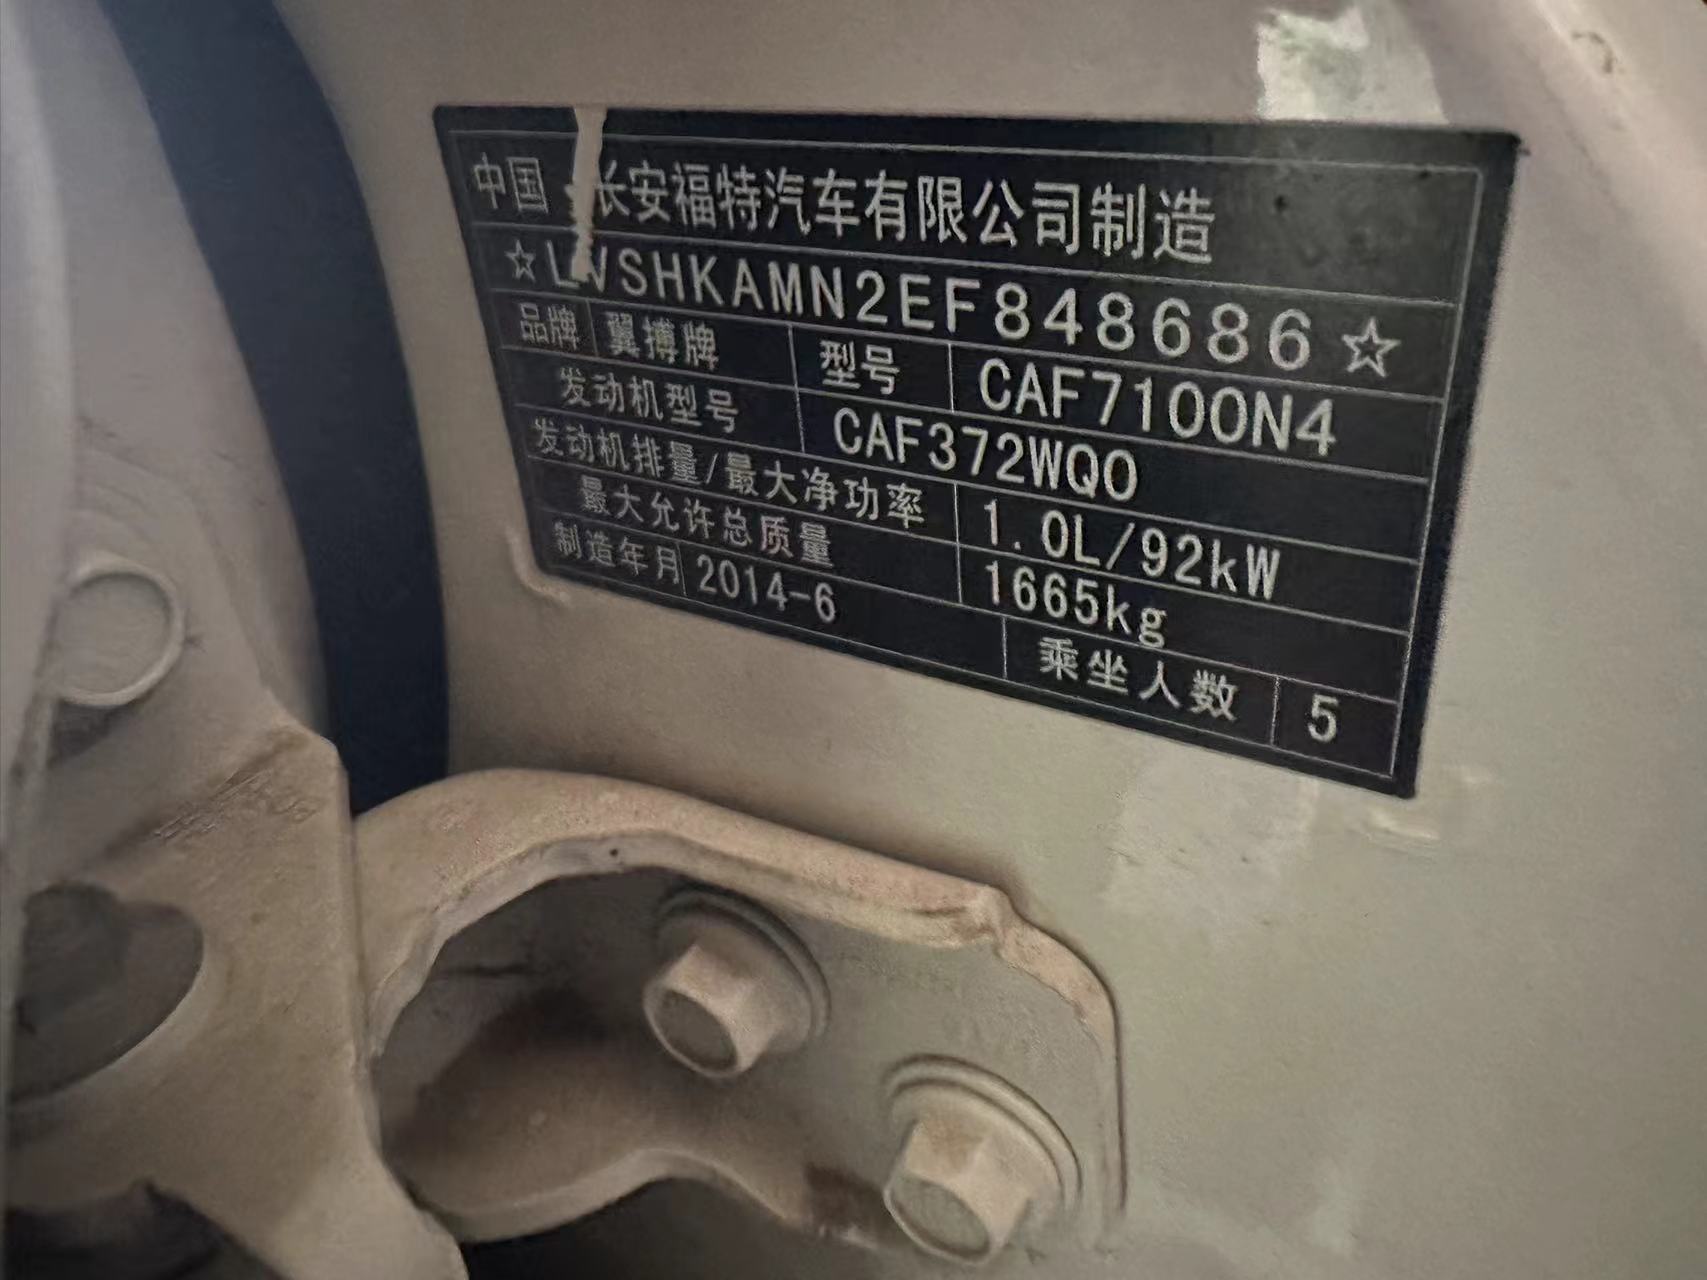 中国 长安福特汽车有限公司制造
☆LVSHKAMN2EF848686☆
品牌 翼搏牌 型号 CAF7100N4
发动机型号 CAF372WQ0
发动机排量/最大净功率 1.0L/92kW
最大允许总质量 1665kg
制造年月 2014-6 乘坐人数 5